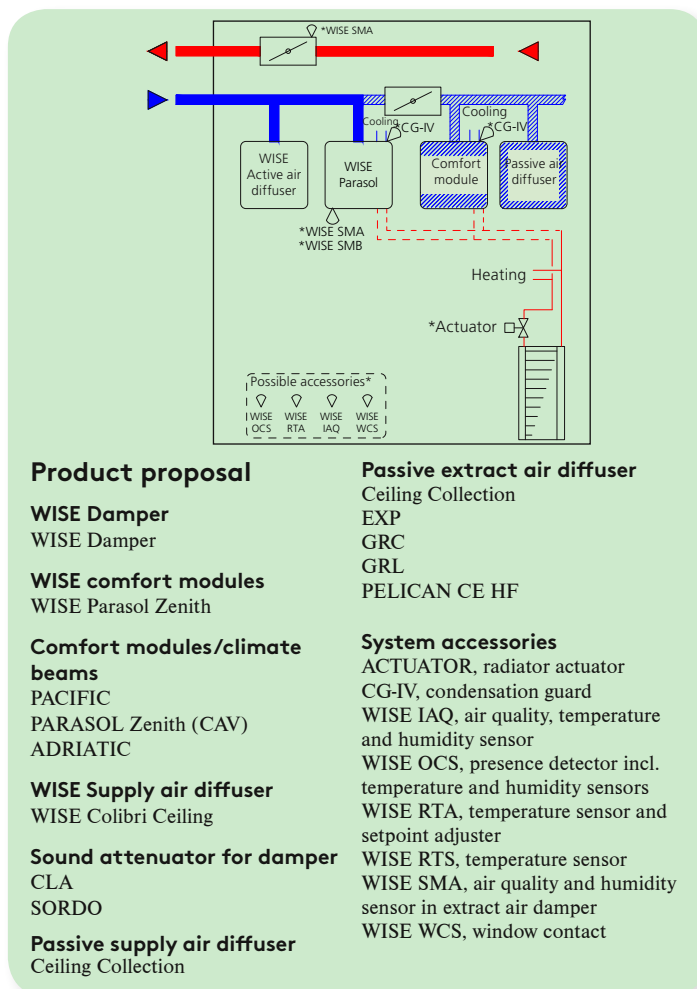 *WISE SMA
Cooling
*CG-IV
Cooling
*CG-IV
WISE
Active air
diffuser
WISE
Parasol
Comfort
module
Passive air
diffuser
*WISE SMA
*WISE SMB
Heating
*Actuator
Possible accessories*
WISE
OCS
WISE
RTA
WISE
IAQ
WISE
WCS
Product proposal
WISE Damper
WISE Damper
WISE comfort modules
WISE Parasol Zenith
Comfort modules/climate
beams
PACIFIC
PARASOL Zenith (CAV)
ADRIATIC
WISE Supply air diffuser
WISE Colibri Ceiling
Sound attenuator for damper
CLA
SORDO
Passive supply air diffuser
Ceiling Collection
Passive extract air diffuser
Ceiling Collection
EXP
GRC
GRL
PELICAN CE HF
System accessories
ACTUATOR, radiator actuator
CG-IV, condensation guard
WISE IAQ, air quality, temperature
and humidity sensor
WISE OCS, presence detector incl.
temperature and humidity sensors
WISE RTA, temperature sensor and
setpoint adjuster
WISE RTS, temperature sensor
WISE SMA, air quality and humidity
sensor in extract air damper
WISE WCS, window contact